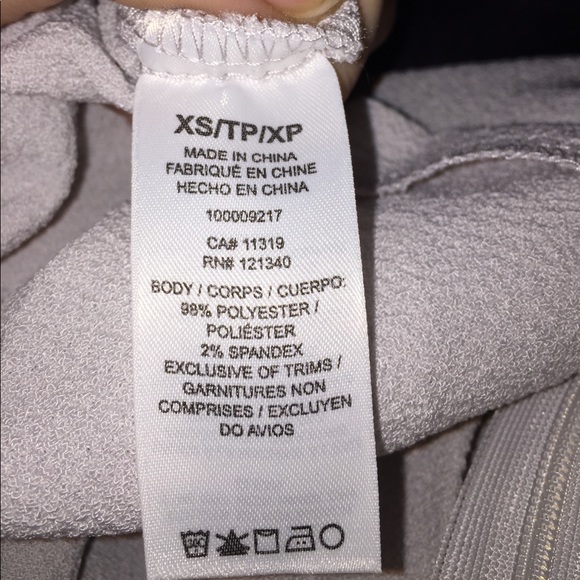 XS/TP/XP
MADE IN CHINA
FABRIQUÉ EN CHINE
HECHO EN CHINA
100009217
CA# 11319
RN# 121340
BODY / CORPS / CUERPO:
98% POLYESTER /
POLIÉSTER
2% SPANDEX
EXCLUSIVE OF TRIMS /
GARNITURES NON
COMPRISES / EXCLUYEN
DO AVIOS